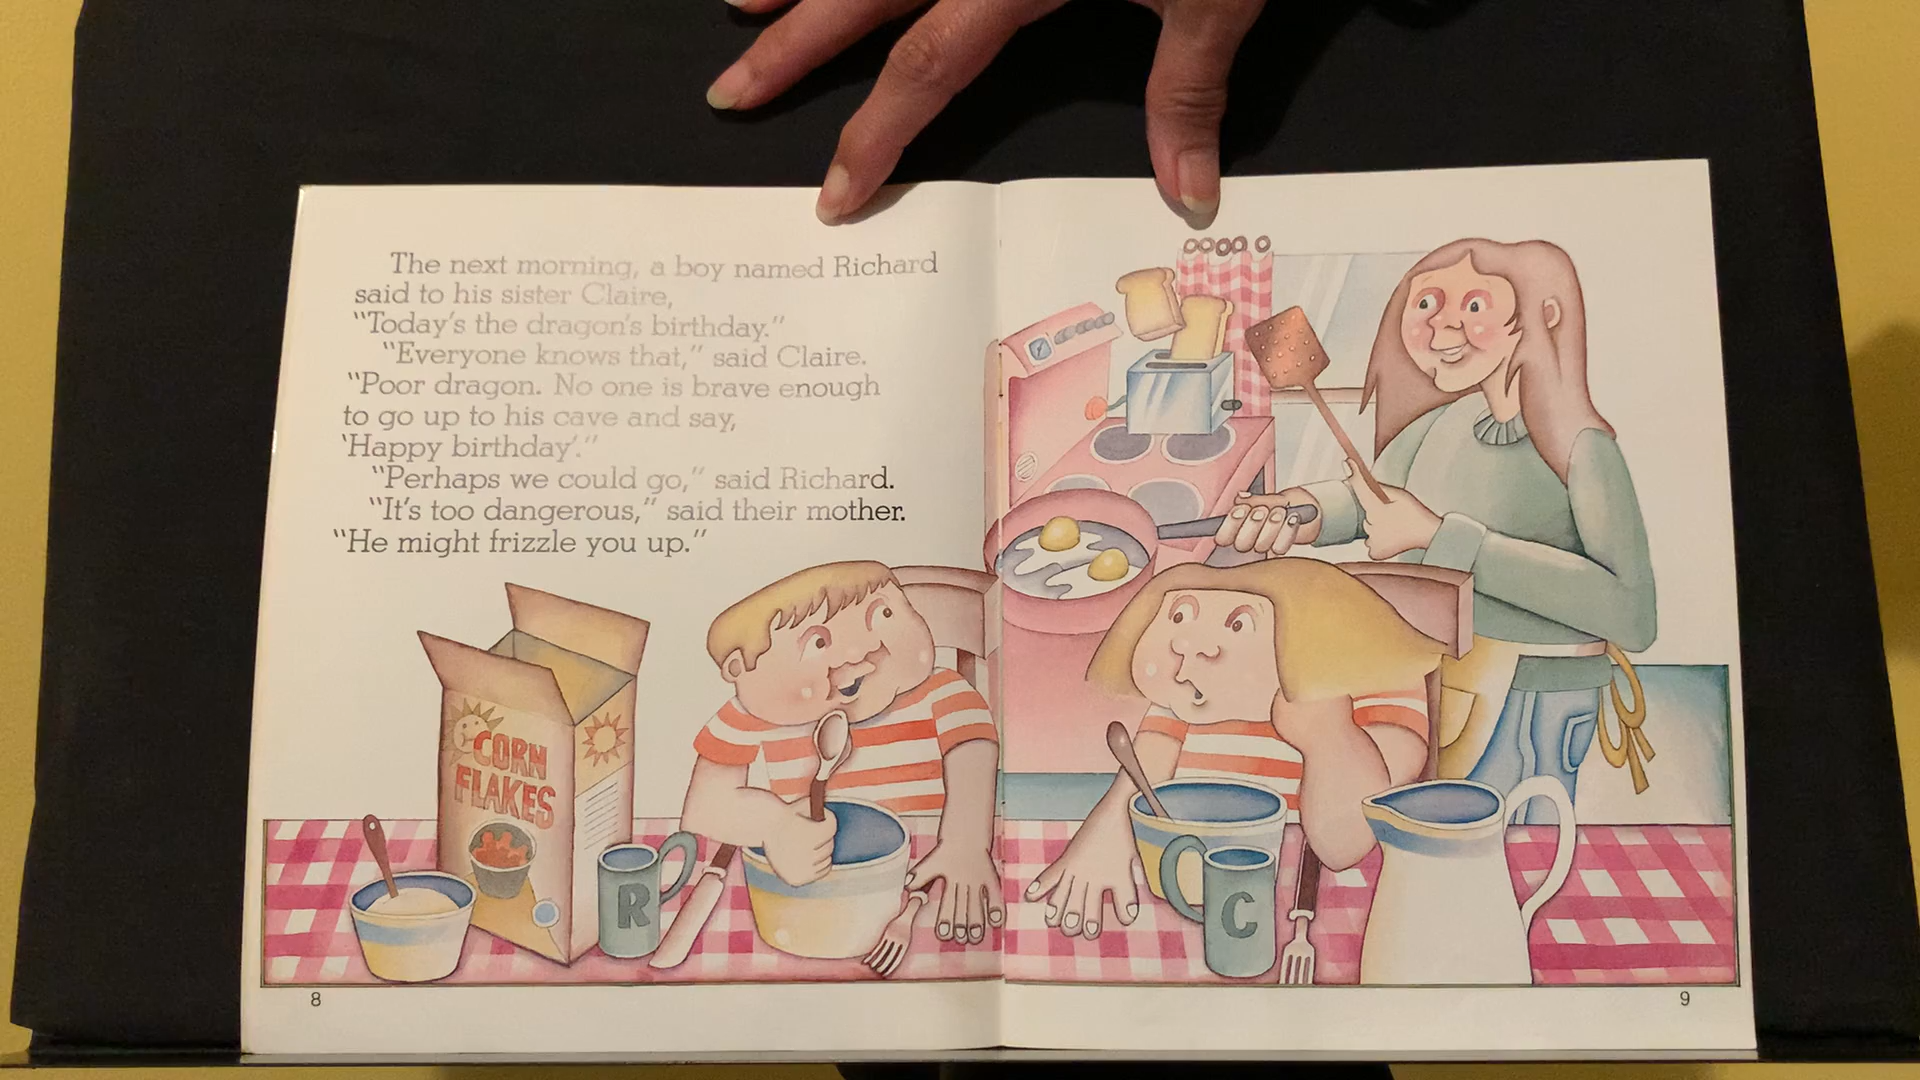 The next morning, a boy named Richard
said to his sister Claire,
“Today's the dragon's birthday.”
“Everyone knows that,” said Claire.
“Poor dragon. No one is brave enough
to go up to his cave and say,
‘Happy birthday’.”
“Perhaps we could go,” said Richard.
“It's too dangerous,” said their mother.
“He might frizzle you up.”
CORN
FLAKES
R
C
8
9